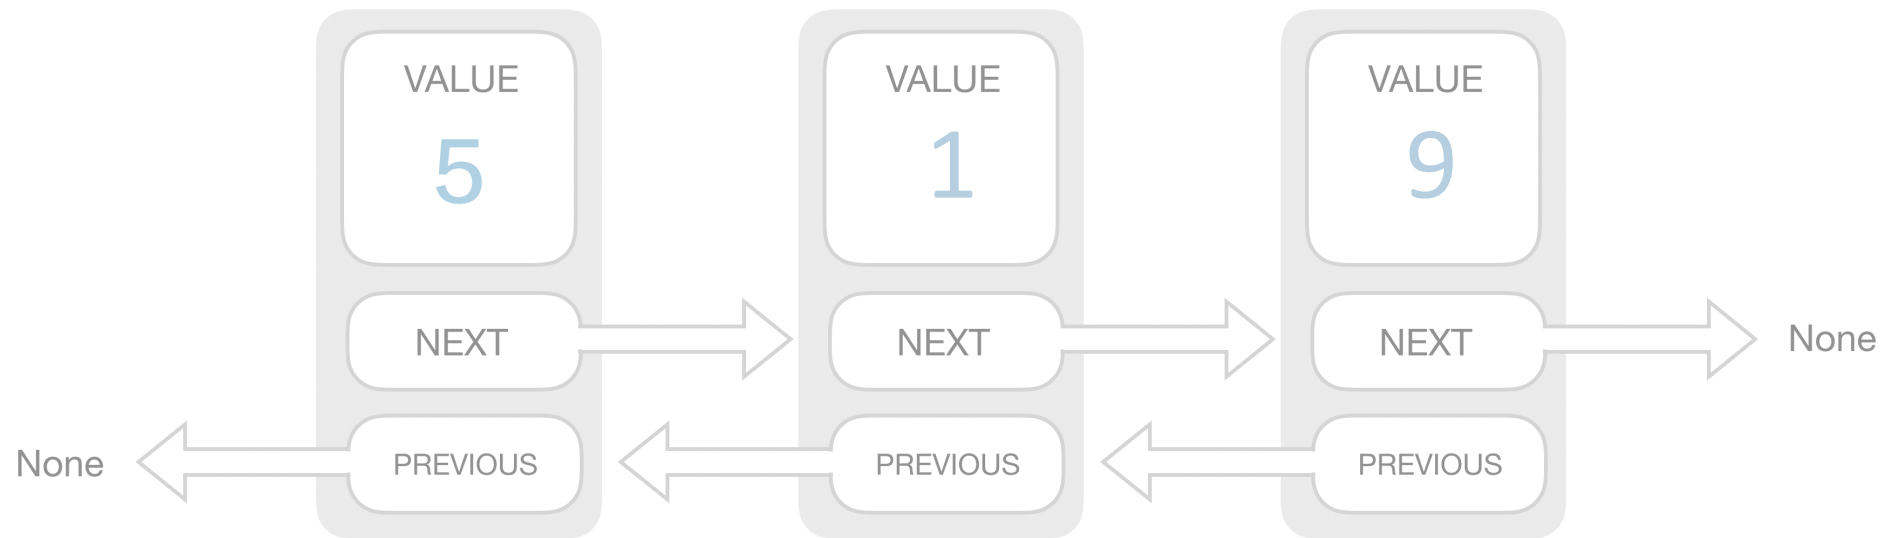 VALUE
5
NEXT
PREVIOUS
VALUE
1
NEXT
PREVIOUS
VALUE
9
NEXT
PREVIOUS
None
None